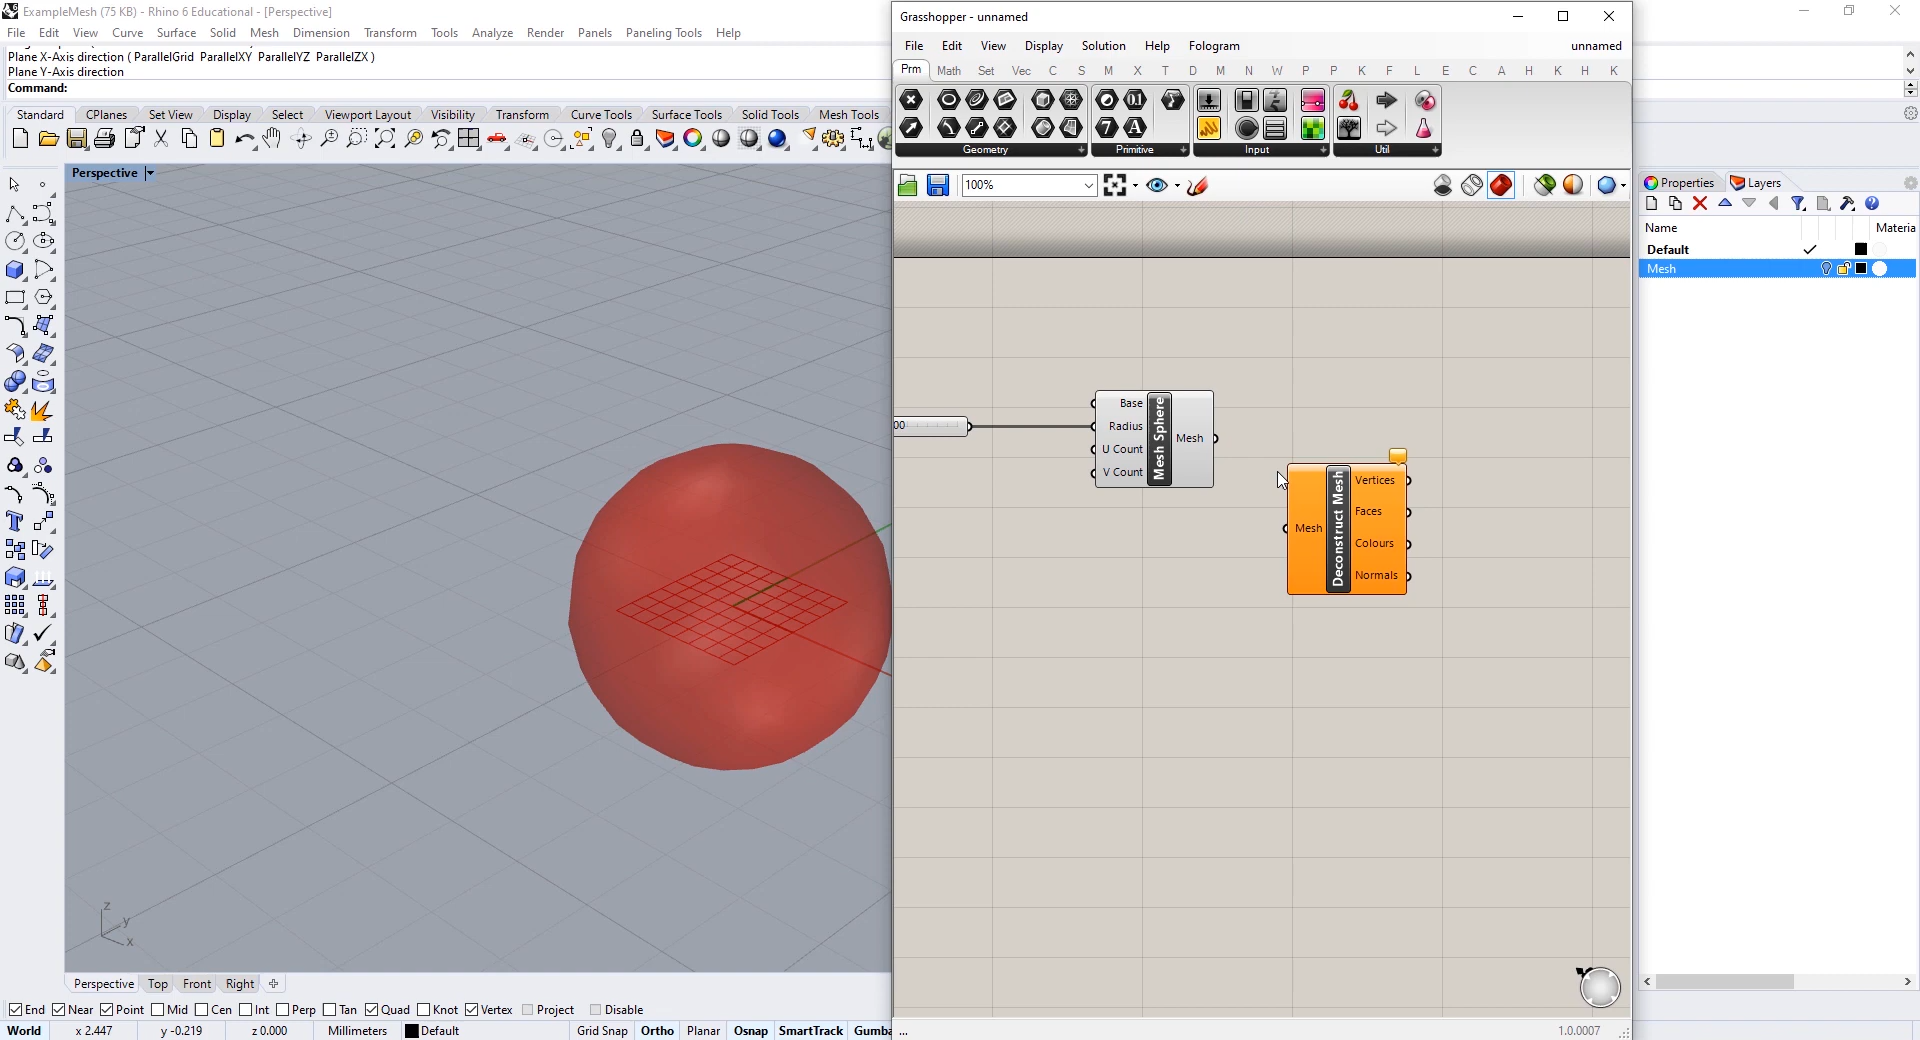 ExampleMesh (75 KB) - Rhino 6 Educational - [Perspective]
File Edit View Curve Surface Solid Mesh Dimension Transform Tools Analyze Render Panels Paneling Tools Help
Plane X-Axis direction ( ParallelGrid ParallelXY ParallelYZ ParallelZX )
Plane Y-Axis direction
Command:
Standard CPlanes Set View Display Select Viewport Layout Visibility Transform Curve Tools Surface Tools Solid Tools Mesh Tools
Perspective
Grasshopper - unnamed
File Edit View Display Solution Help Fologram unnamed
Prm Math Set Vec C S M X T D M N W P P K F L E C A H K H K
Geometry Primitive Input Util
100%
Base
Radius
U Count
V Count
Mesh Sphere
Mesh
00
Mesh
Deconstruct Mesh
Vertices
Faces
Colours
Normals
Properties Layers
Name Materia
Default
Mesh
z
y
x
Perspective Top Front Right
End Near Point Mid Cen Int Perp Tan Quad Knot Vertex Project Disable
World x 2.447 y -0.219 z 0.000 Millimeters Default Grid Snap Ortho Planar Osnap SmartTrack Gumba
... 1.0.0007